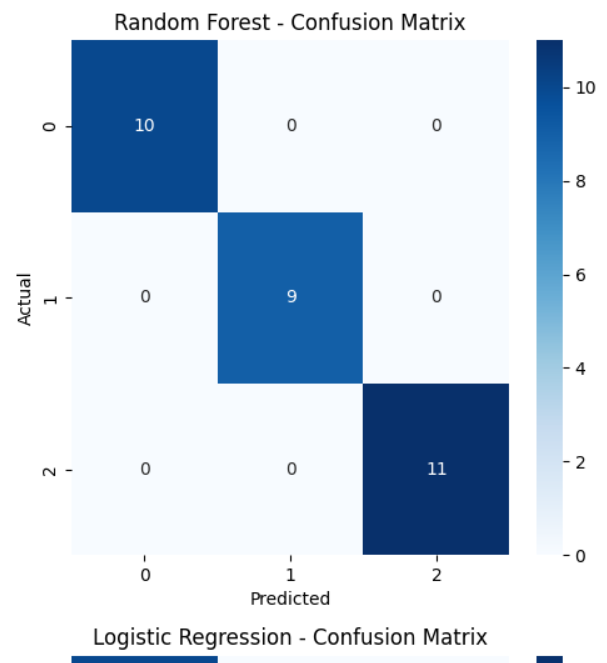 Random Forest - Confusion Matrix
0 10 0 0
1 0 9 0
2 0 0 11
Actual
0 1 2
Predicted
10
8
6
4
2
0
Logistic Regression - Confusion Matrix